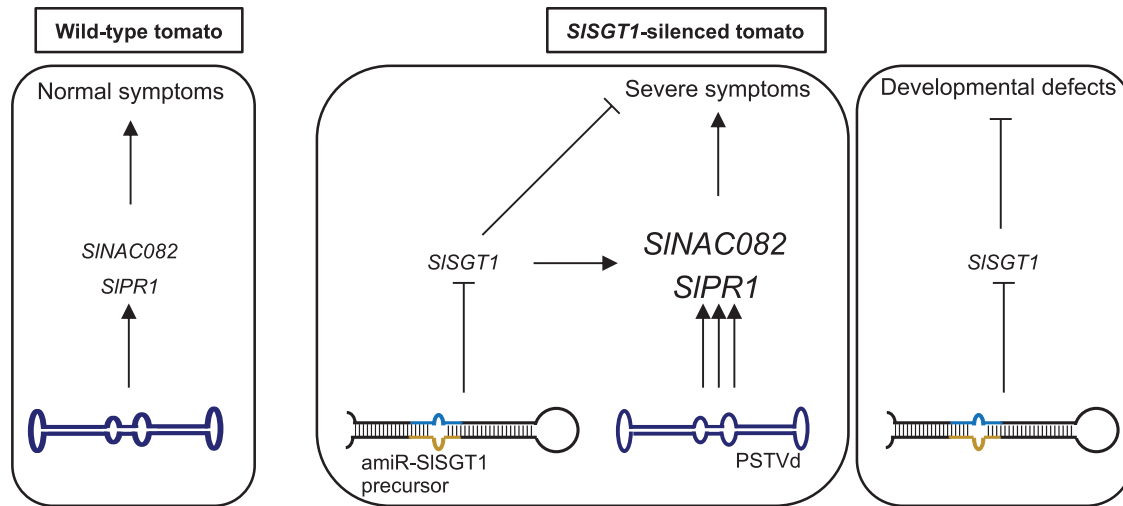 Wild-type tomato
SlSGT1-silenced tomato
Normal symptoms
SlNAC082
SlPR1
Severe symptoms
SlSGT1
SlNAC082
SlPR1
amiR-SlSGT1
precursor
PSTVd
Developmental defects
SlSGT1